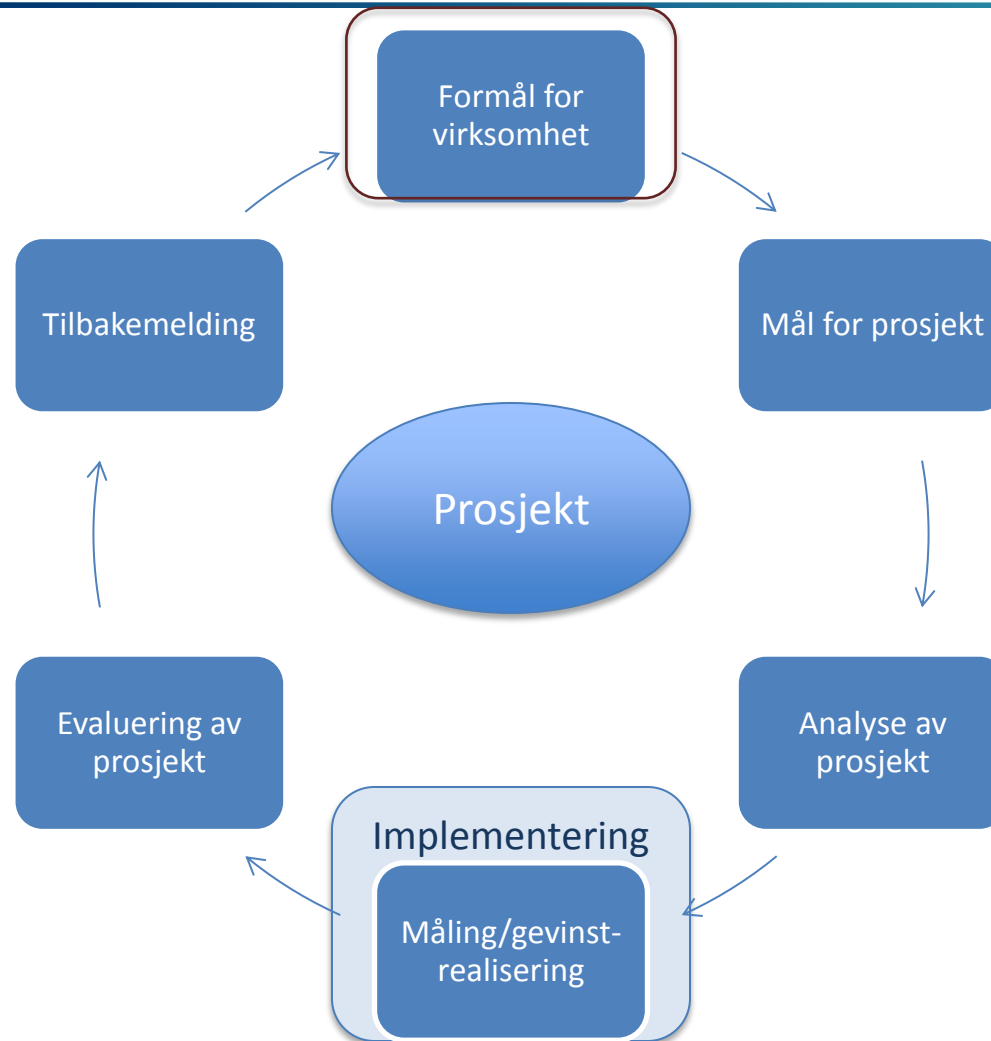 Formål for
virksomhet
Mål for prosjekt
Analyse av
prosjekt
Implementering
Måling/gevinst-
realisering
Evaluering av
prosjekt
Tilbakemelding
Prosjekt